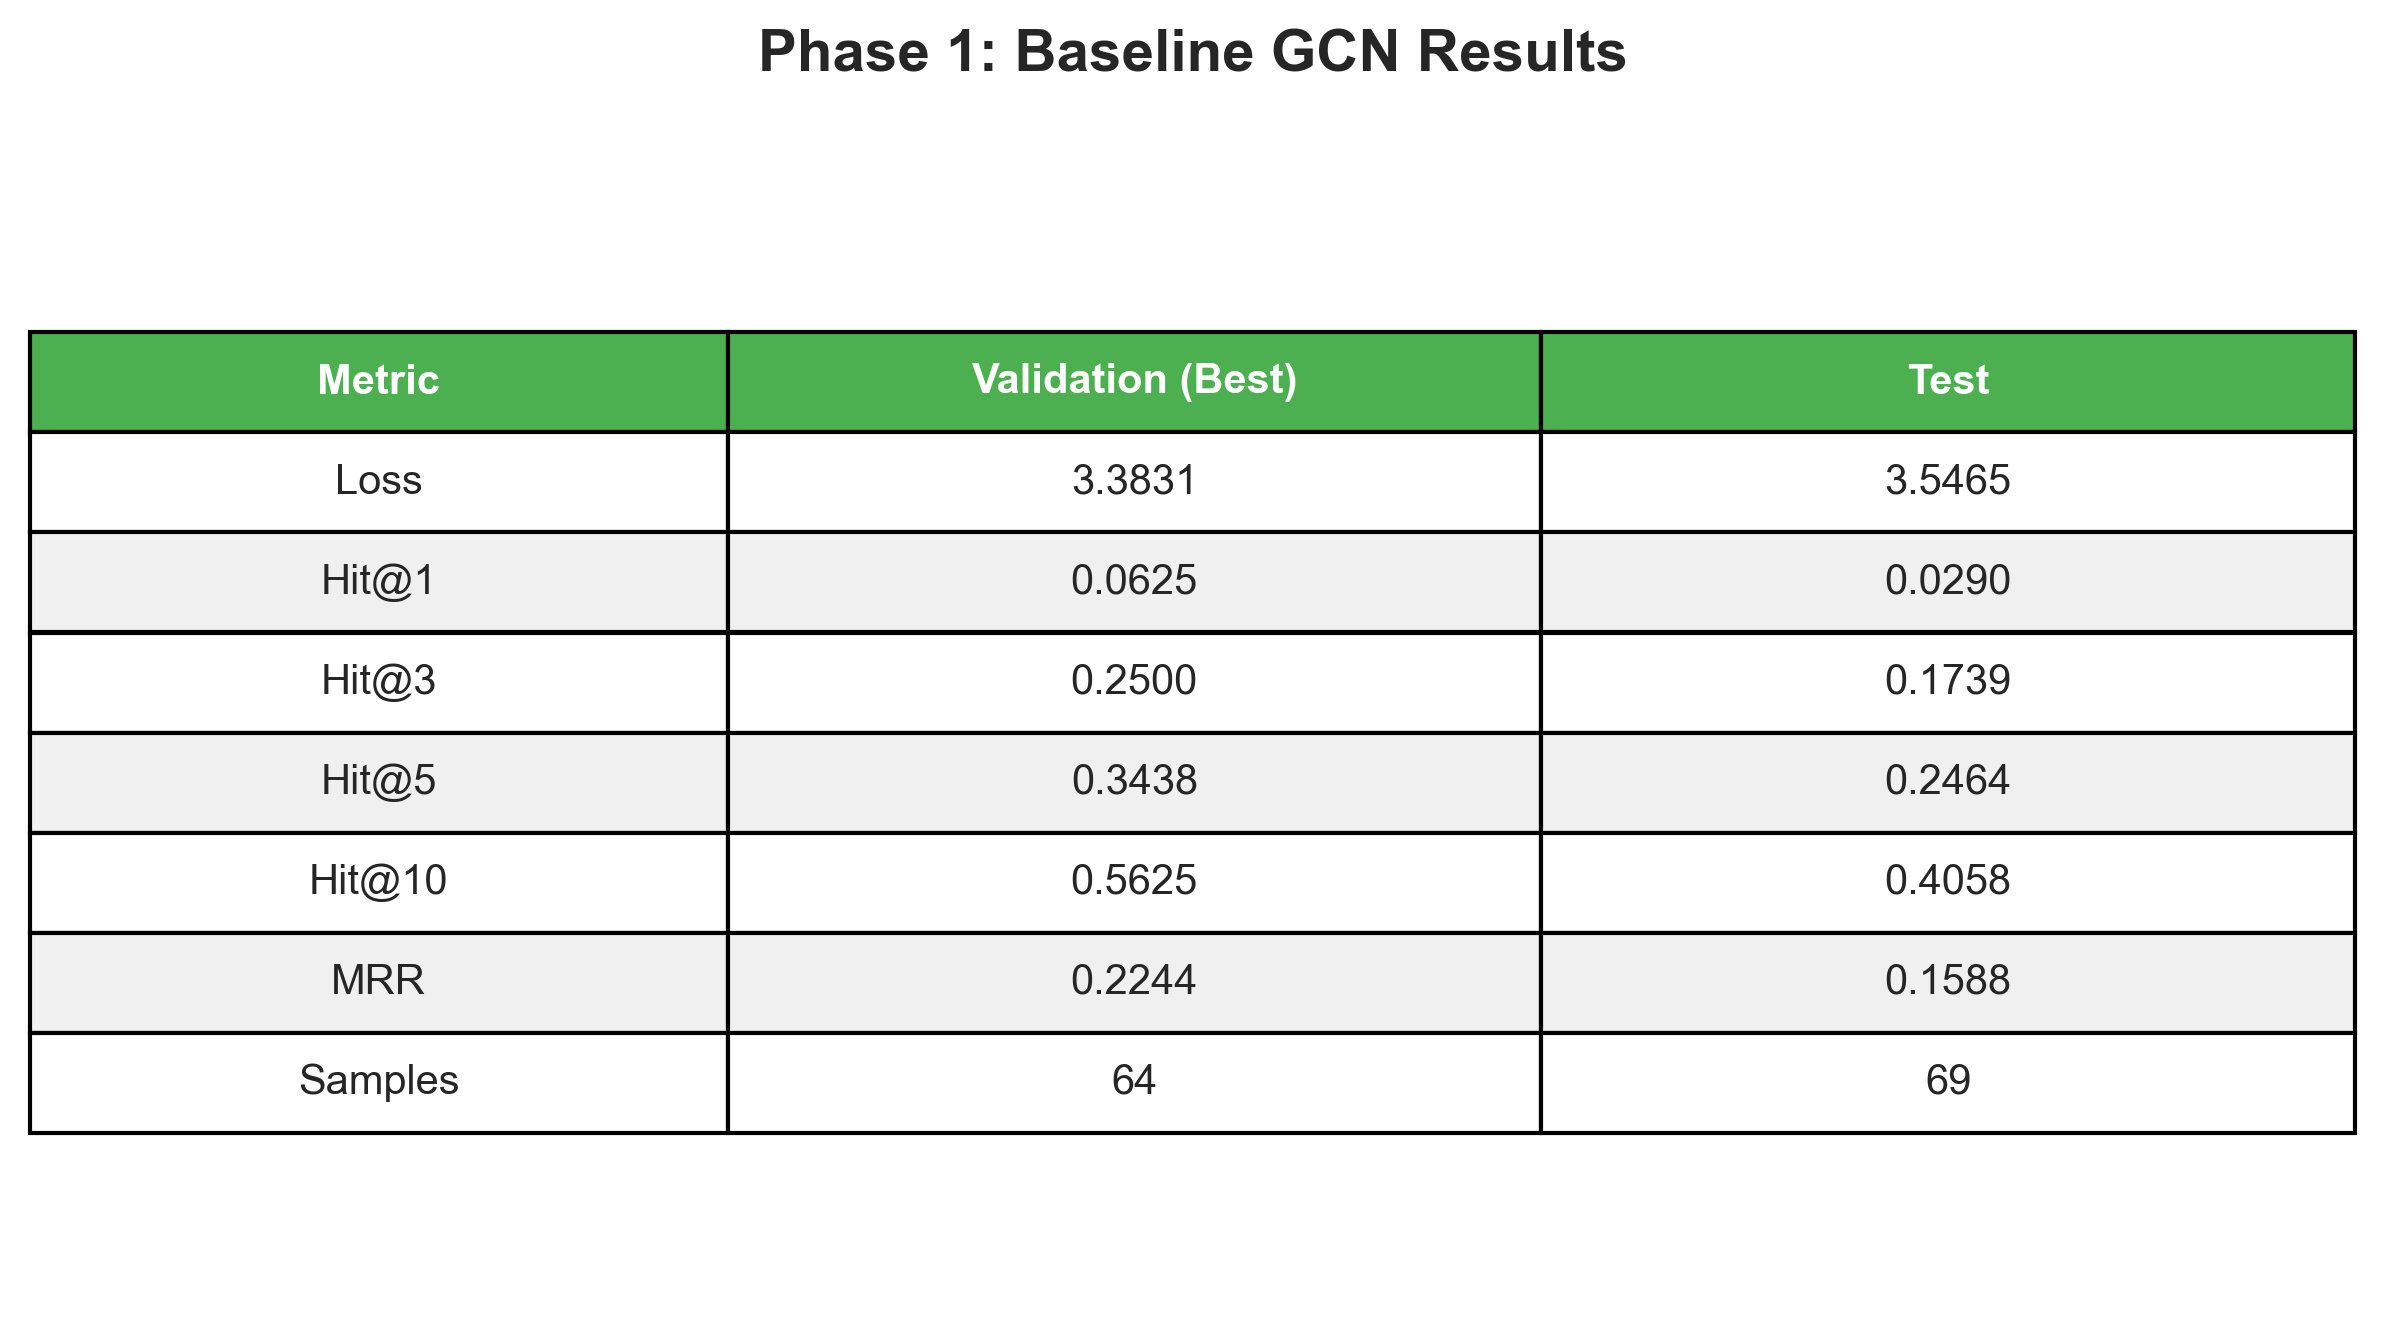 Phase 1: Baseline GCN Results
Metric Validation (Best) Test
Loss 3.3831 3.5465
Hit@1 0.0625 0.0290
Hit@3 0.2500 0.1739
Hit@5 0.3438 0.2464
Hit@10 0.5625 0.4058
MRR 0.2244 0.1588
Samples 64 69